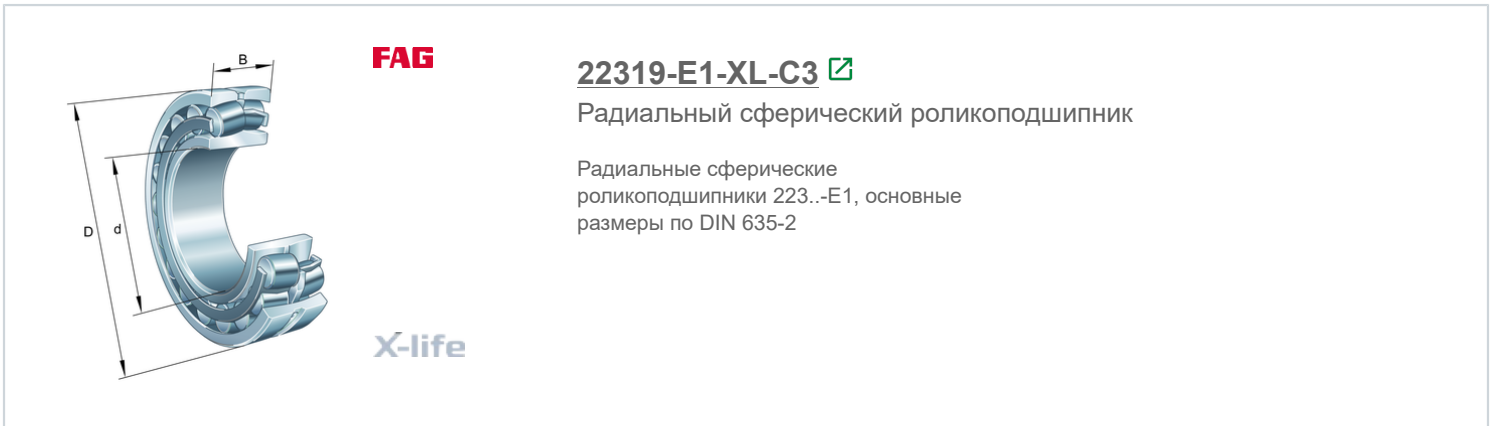 B
D
d
FAG
X-life
22319-E1-XL-C3
Радиальный сферический роликоподшипник
Радиальные сферические
роликоподшипники 223..-E1, основные
размеры по DIN 635-2